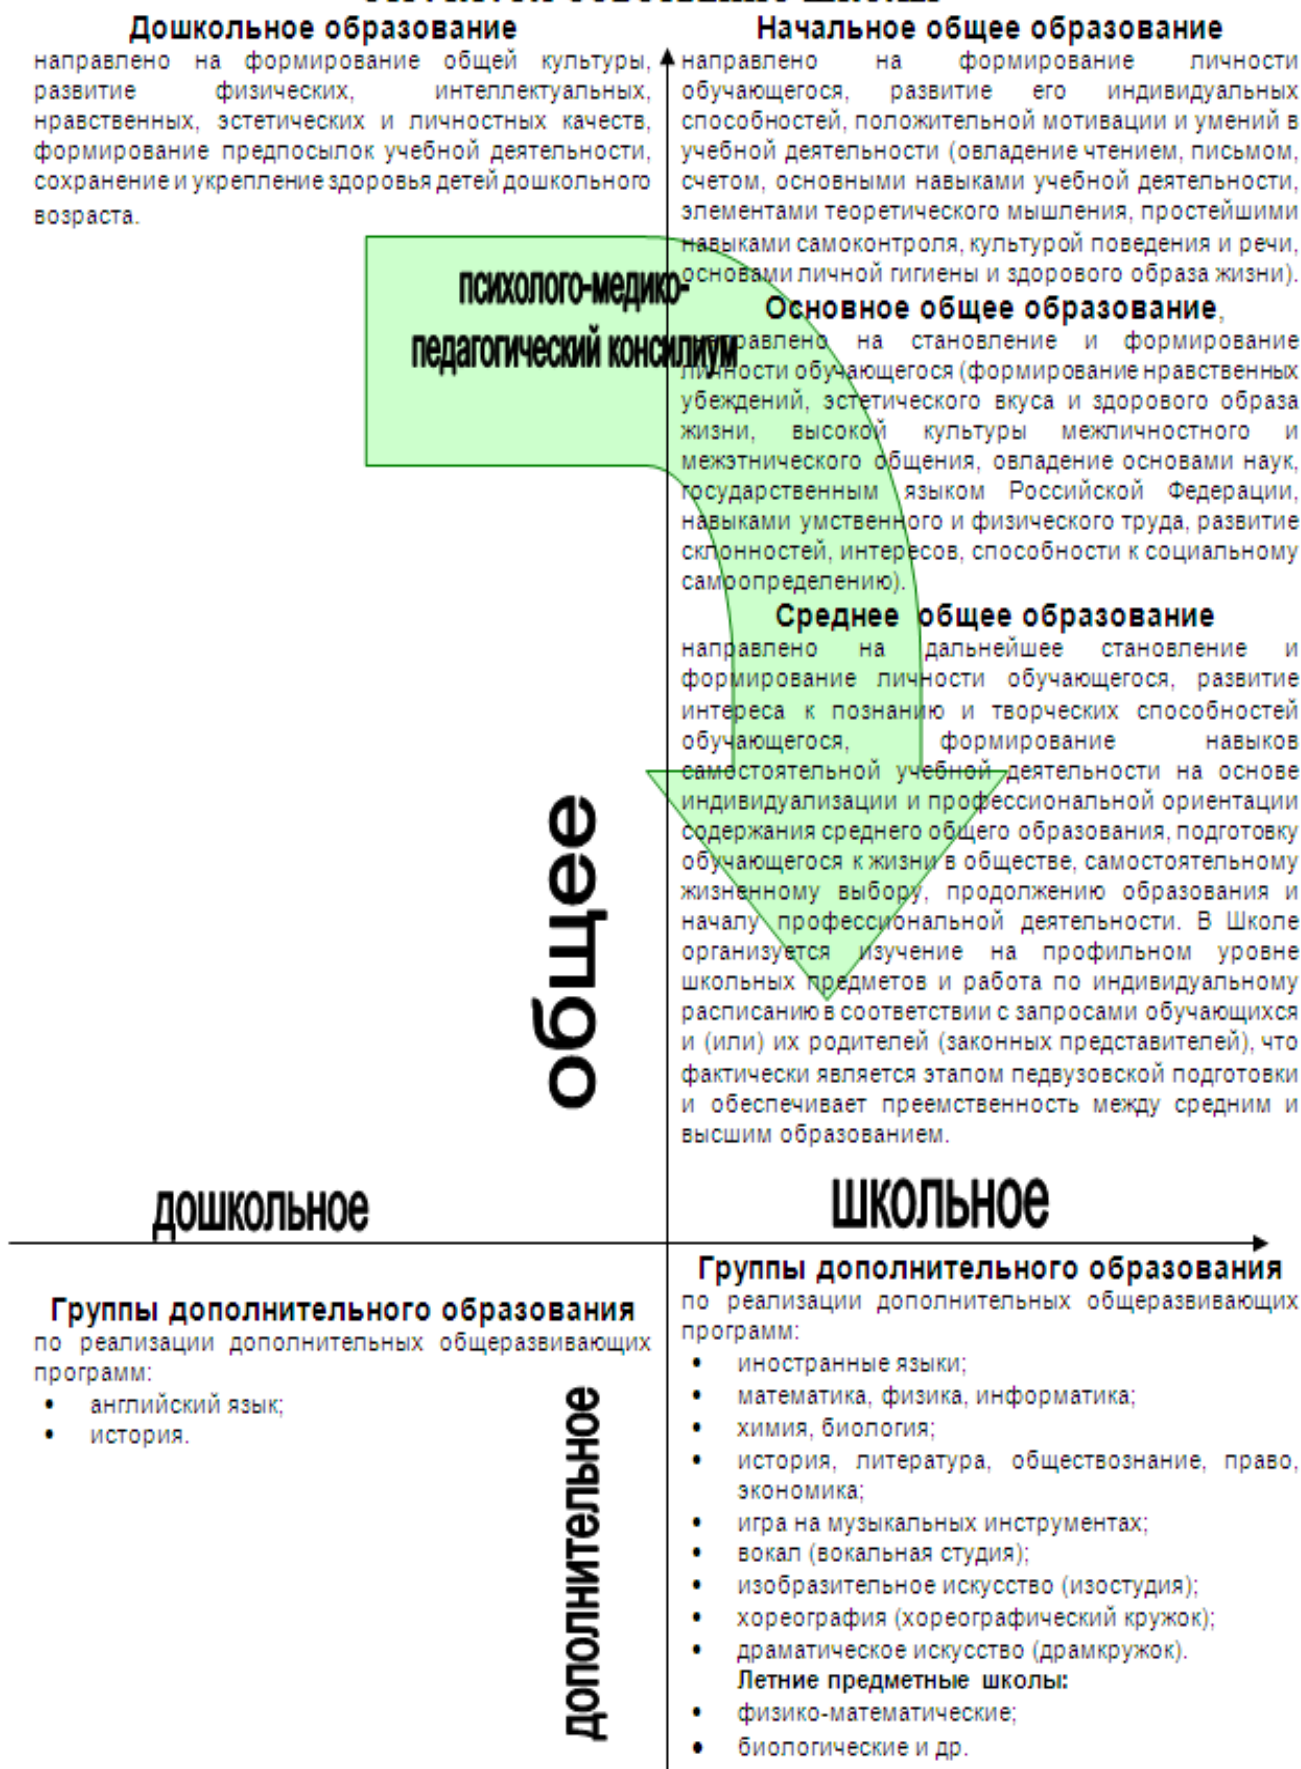 Дошкольное образование
направлено на формирование общей культуры,
развитие физических, интеллектуальных,
нравственных, эстетических и личностных качеств,
формирование предпосылок учебной деятельности,
сохранение и укрепление здоровья детей дошкольного
возраста.
психолого-медико-
педагогический консилиум
Начальное общее образование
направлено на формирование личности
обучающегося, развитие его индивидуальных
способностей, положительной мотивации и умений в
учебной деятельности (овладение чтением, письмом,
счетом, основными навыками учебной деятельности,
элементами теоретического мышления, простейшими
навыками самоконтроля, культурой поведения и речи,
основами личной гигиены и здорового образа жизни).
Основное общее образование,
направлено на становление и формирование
личности обучающегося (формирование нравственных
убеждений, эстетического вкуса и здорового образа
жизни, высокой культуры межличностного и
межэтнического общения, овладение основами наук,
государственным языком Российской Федерации,
навыками умственного и физического труда, развитие
склонностей, интересов, способности к социальному
самоопределению).
Среднее общее образование
направлено на дальнейшее становление и
формирование личности обучающегося, развитие
интереса к познанию и творческих способностей
обучающегося, формирование навыков
самостоятельной учебной деятельности на основе
индивидуализации и профессиональной ориентации
содержания среднего общего образования, подготовку
обучающегося к жизни в обществе, самостоятельному
жизненному выбору, продолжению образования и
началу профессиональной деятельности. В Школе
организуется изучение на профильном уровне
школьных предметов и работа по индивидуальному
расписанию в соответствии с запросами обучающихся
и (или) их родителей (законных представителей), что
фактически является этапом педвузовской подготовки
и обеспечивает преемственность между средним и
высшим образованием.
общее
дошкольное
школьное
Группы дополнительного образования
по реализации дополнительных общеразвивающих
программ:
• английский язык;
• история.
дополнительное
Группы дополнительного образования
по реализации дополнительных общеразвивающих
программ:
• иностранные языки;
• математика, физика, информатика;
• химия, биология;
• история, литература, обществознание, право,
экономика;
• игра на музыкальных инструментах;
• вокал (вокальная студия);
• изобразительное искусство (изостудия);
• хореография (хореографический кружок);
• драматическое искусство (драмкружок).
Летние предметные школы:
• физико-математические;
• биологические и др.